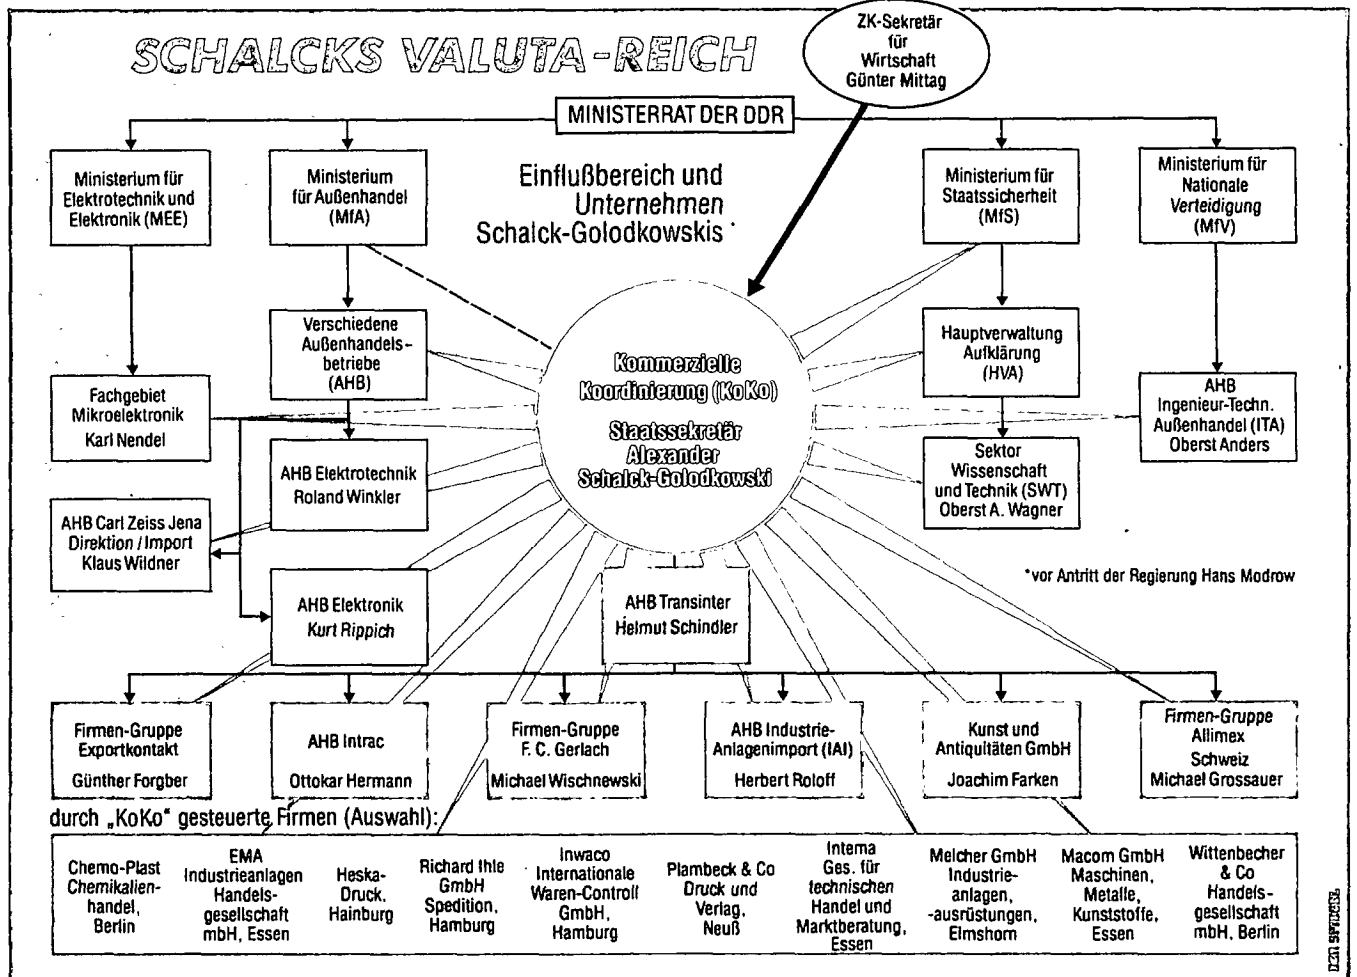 SCHALCKS VALUTA-REICH
ZK-Sekretär
für
Wirtschaft
Günter Mittag
MINISTERRAT DER DDR
Ministerium für
Elektrotechnik und
Elektronik (MEE)
Ministerium
für Außenhandel
(MfA)
Einflußbereich und
Unternehmen
Schalck-Golodkowskis *
Ministerium für
Staatssicherheit
(MfS)
Ministerium für
Nationale
Verteidigung
(MfV)
Verschiedene
Außenhandels-
betriebe
(AHB)
Kommerzielle
Koordinierung (KoKo)
Staatssekretär
Alexander
Schalck-Golodkowski
Hauptverwaltung
Aufklärung
(HVA)
Fachgebiet
Mikroelektronik
Karl Nendel
AHB
Ingenieur-Techn.
Außenhandel (ITA)
Oberst Anders
AHB Elektrotechnik
Roland Winkler
Sektor
Wissenschaft
und Technik (SWT)
Oberst A. Wagner
AHB Carl Zeiss Jena
Direktion / Import
Klaus Wildner
*vor Antritt der Regierung Hans Modrow
AHB Elektronik
Kurt Rippich
AHB Transinter
Helmut Schindler
Firmen-Gruppe
Exportkontakt
Günther Forgber
AHB Intrac
Ottokar Hermann
Firmen-Gruppe
F. C. Gerlach
Michael Wischnewski
AHB Industrie-
Anlagenimport (IAI)
Herbert Roloff
Kunst und
Antiquitäten GmbH
Joachim Farken
Firmen-Gruppe
Allimex
Schweiz
Michael Grossauer
durch „KoKo“ gesteuerte Firmen (Auswahl):
Chemo-Plast
Chemikalien-
handel,
Berlin
EMA
Industrieanlagen
Handels-
gesellschaft
mbH, Essen
Heska-
Druck,
Hainburg
Richard Ihle
GmbH
Spedition,
Hamburg
Inwaco
Internationale
Waren-Controll
GmbH,
Hamburg
Plambeck & Co
Druck und
Verlag,
Neuß
Intema
Ges. für
technischen
Handel und
Marktberatung,
Essen
Melcher GmbH
Industrie-
anlagen,
-ausrüstungen,
Elmshorn
Macom GmbH
Maschinen,
Metalle,
Kunststoffe,
Essen
Wittenbecher
& Co
Handels-
gesellschaft
mbH, Berlin
DER SPIEGEL